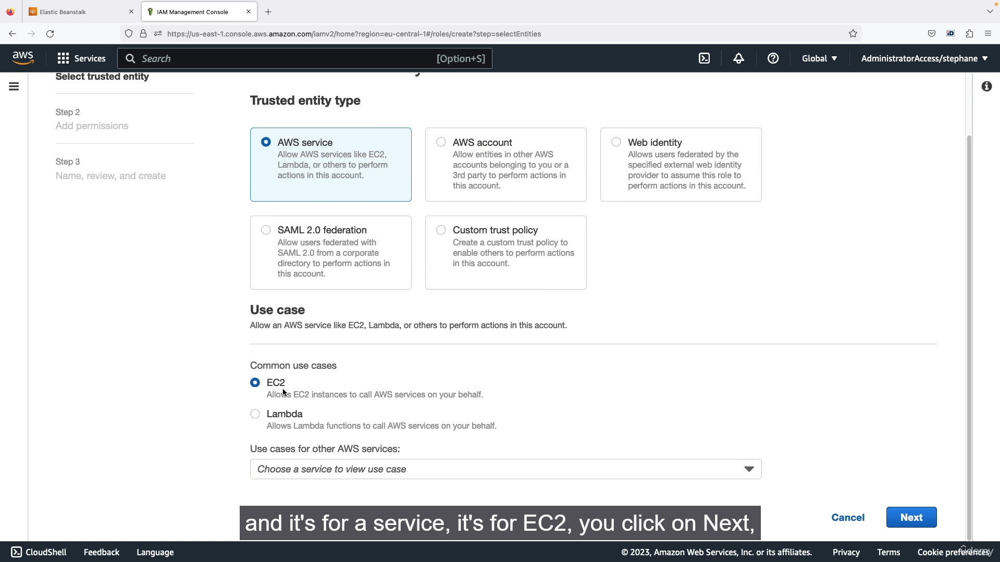 Elastic Beanstalk
IAM Management Console
https://us-east-1.console.aws.amazon.com/iamv2/home?region=eu-central-1#/roles/create?step=selectEntities
aws
Services
Search
[Option+S]
Global
AdministratorAccess/stephane
Select trusted entity
Step 2
Add permissions
Step 3
Name, review, and create
Trusted entity type
AWS service
Allow AWS services like EC2,
Lambda, or others to perform
actions in this account.
AWS account
Allow entities in other AWS
accounts belonging to you or a
3rd party to perform actions in
this account.
Web identity
Allows users federated by the
specified external web identity
provider to assume this role to
perform actions in this account.
SAML 2.0 federation
Allow users federated with
SAML 2.0 from a corporate
directory to perform actions in
this account.
Custom trust policy
Create a custom trust policy to
enable others to perform actions
in this account.
Use case
Allow an AWS service like EC2, Lambda, or others to perform actions in this account.
Common use cases
EC2
Allows EC2 instances to call AWS services on your behalf.
Lambda
Allows Lambda functions to call AWS services on your behalf.
Use cases for other AWS services:
Choose a service to view use case
and it's for a service, it's for EC2, you click on Next,
Cancel
Next
CloudShell
Feedback
Language
© 2023, Amazon Web Services, Inc. or its affiliates.
Privacy
Terms
Cookie preferences
udemy